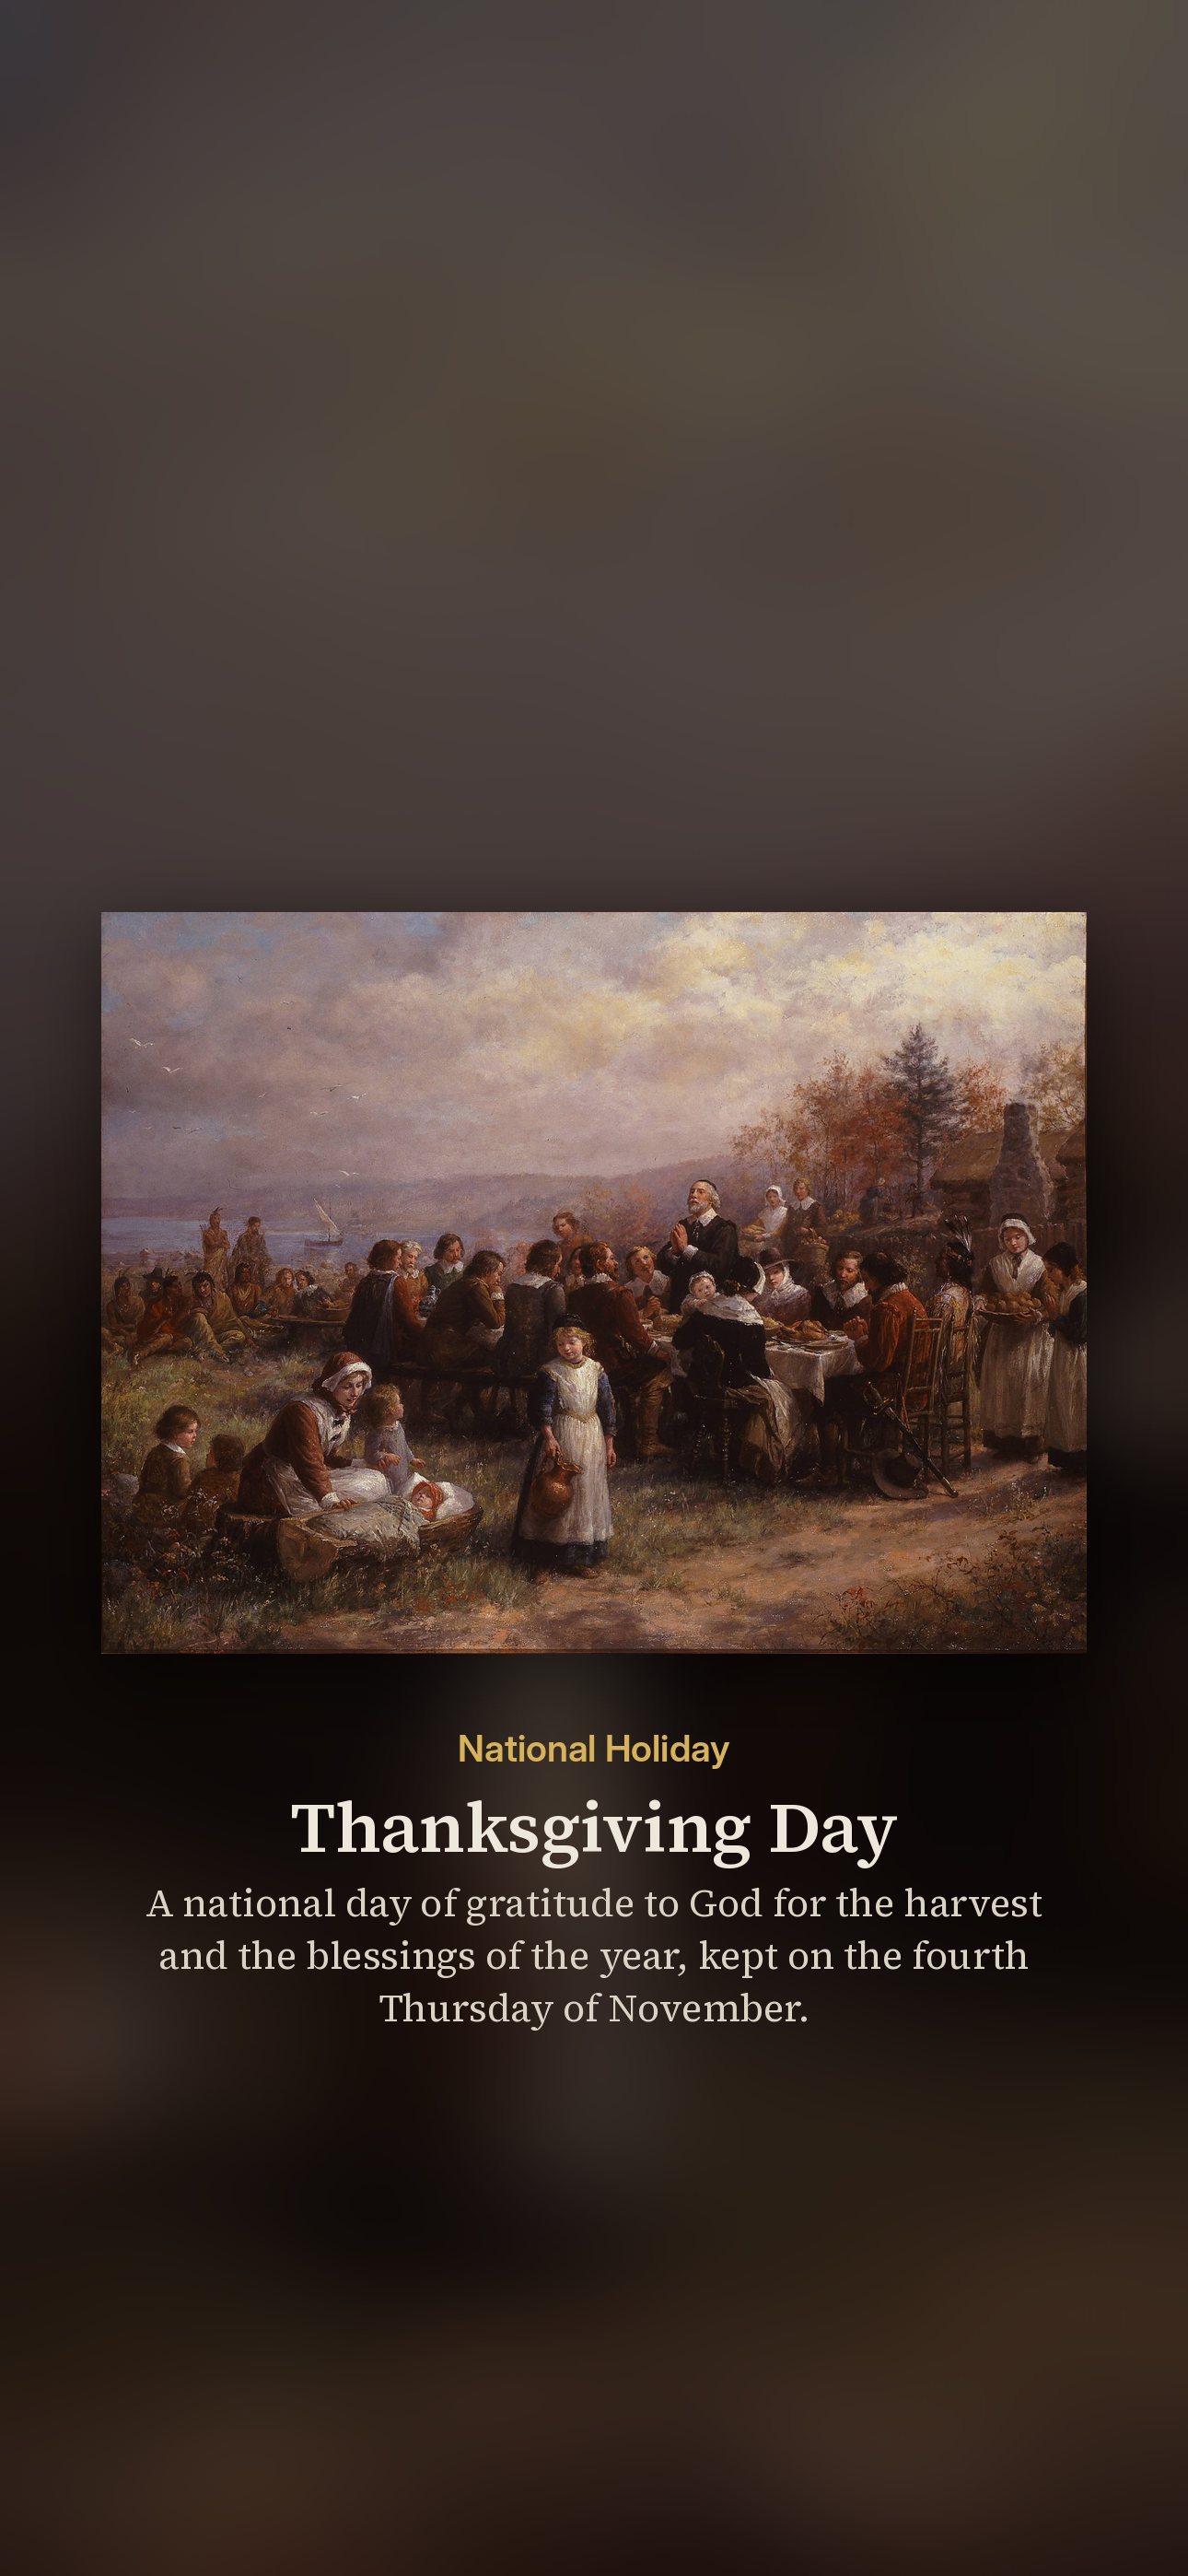 National Holiday
Thanksgiving Day
A national day of gratitude to God for the harvest
and the blessings of the year, kept on the fourth
Thursday of November.